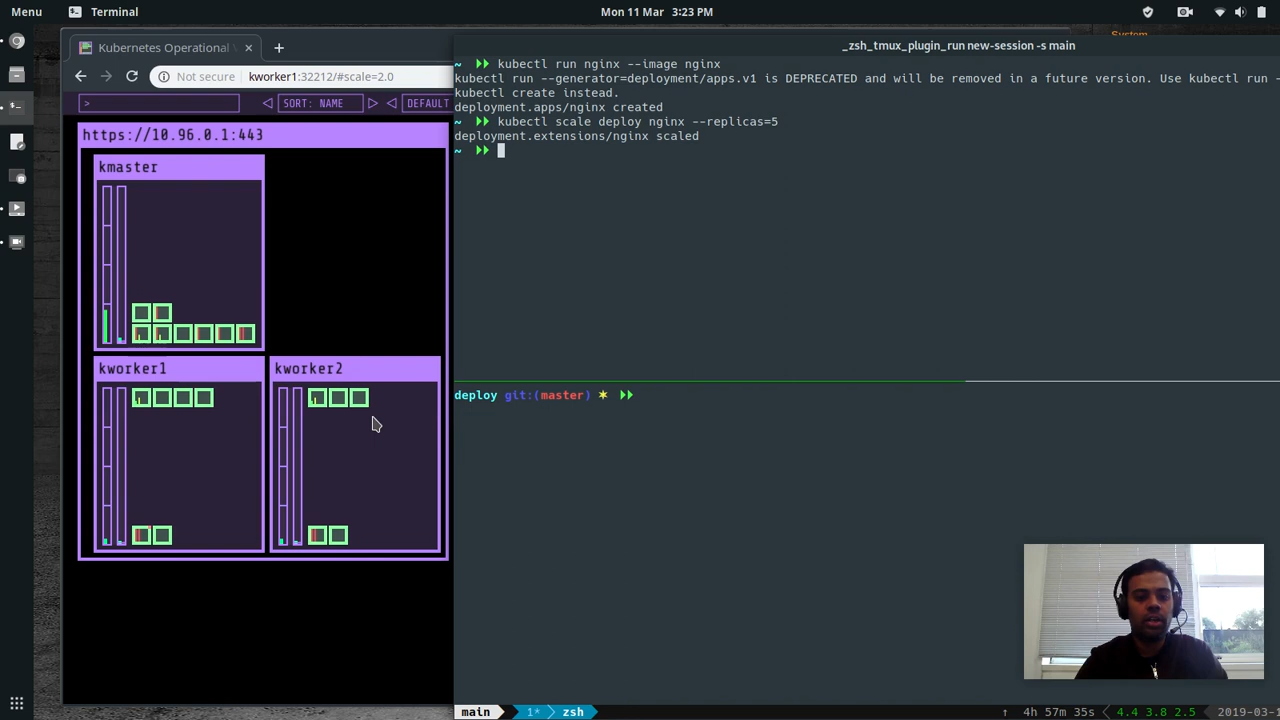 Menu
Terminal
Mon 11 Mar 3:23 PM
System
Kubernetes Operational
Not secure
kworker1:32212/#scale=2.0
>
SORT: NAME
DEFAULT
https://10.96.0.1:443
kmaster
kworker1
kworker2
_zsh_tmux_plugin_run new-session -s main
~ kubectl run nginx --image nginx
kubectl run --generator=deployment/apps.v1 is DEPRECATED and will be removed in a future version. Use kubectl run -
kubectl create instead.
deployment.apps/nginx created
~ kubectl scale deploy nginx --replicas=5
deployment.extensions/nginx scaled
~
deploy git:(master) ✶
main 1* zsh
↑ 4h 57m 35s 4.4 3.8 2.5 2019-03-1